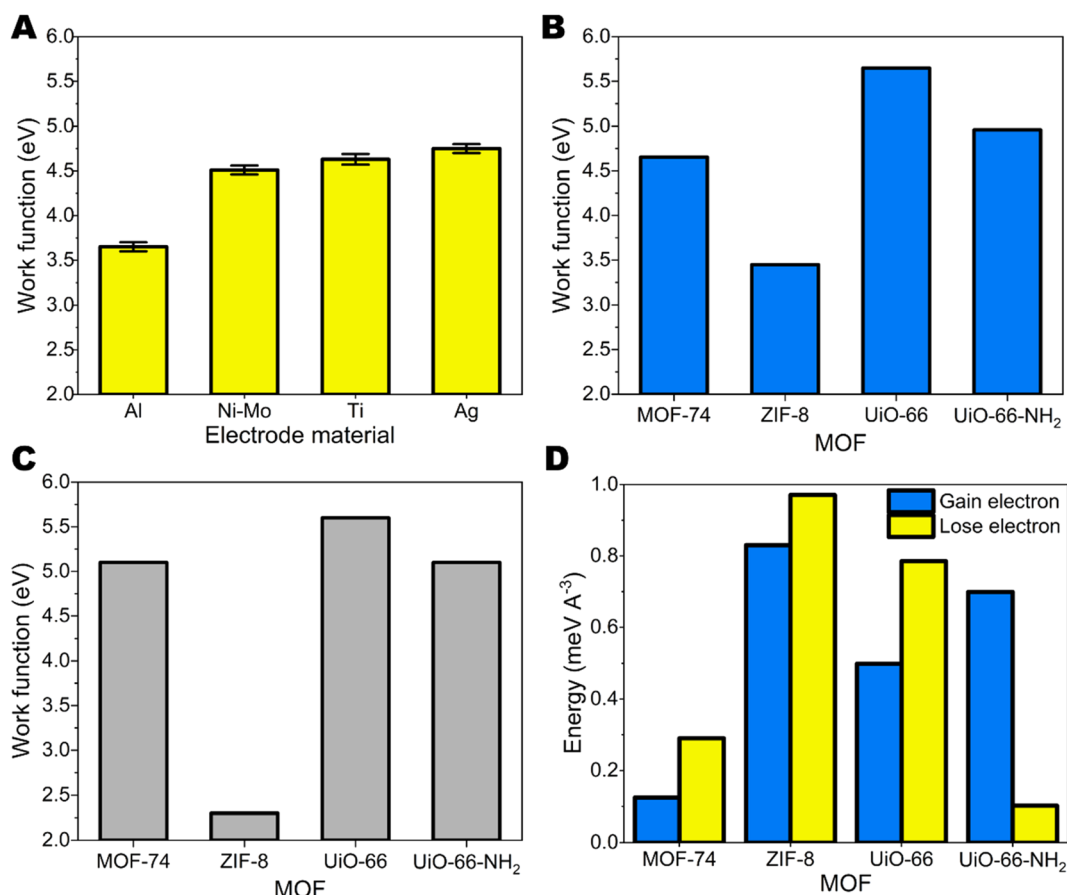 A
Work function (eV)
6.0
5.5
5.0
4.5
4.0
3.5
3.0
2.5
2.0
Al Ni-Mo Ti Ag
Electrode material
B
Work function (eV)
6.0
5.5
5.0
4.5
4.0
3.5
3.0
2.5
2.0
MOF-74 ZIF-8 UiO-66 UiO-66-NH₂
MOF
C
Work function (eV)
6.0
5.5
5.0
4.5
4.0
3.5
3.0
2.5
2.0
MOF-74 ZIF-8 UiO-66 UiO-66-NH₂
MOF
D
Energy (meV A⁻³)
1.0
0.8
0.6
0.4
0.2
0.0
Gain electron
Lose electron
MOF-74 ZIF-8 UiO-66 UiO-66-NH₂
MOF